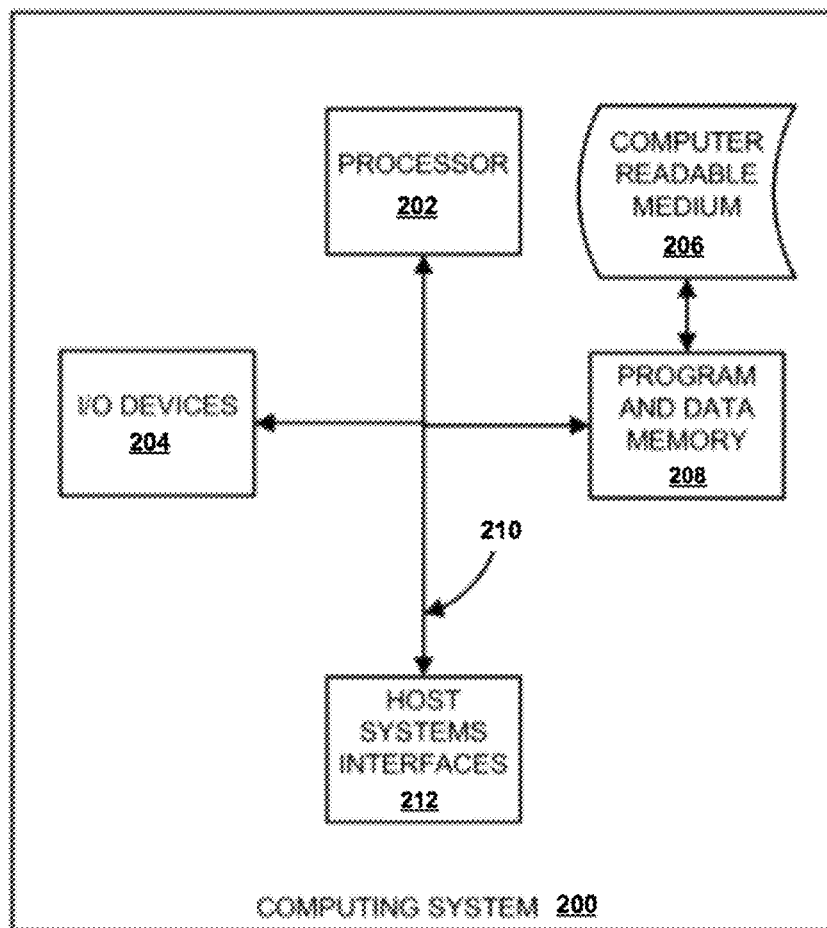 PROCESSOR
202
COMPUTER
READABLE
MEDIUM
206
I/O DEVICES
204
PROGRAM
AND DATA
MEMORY
208
210
HOST
SYSTEMS
INTERFACES
212
COMPUTING SYSTEM 200